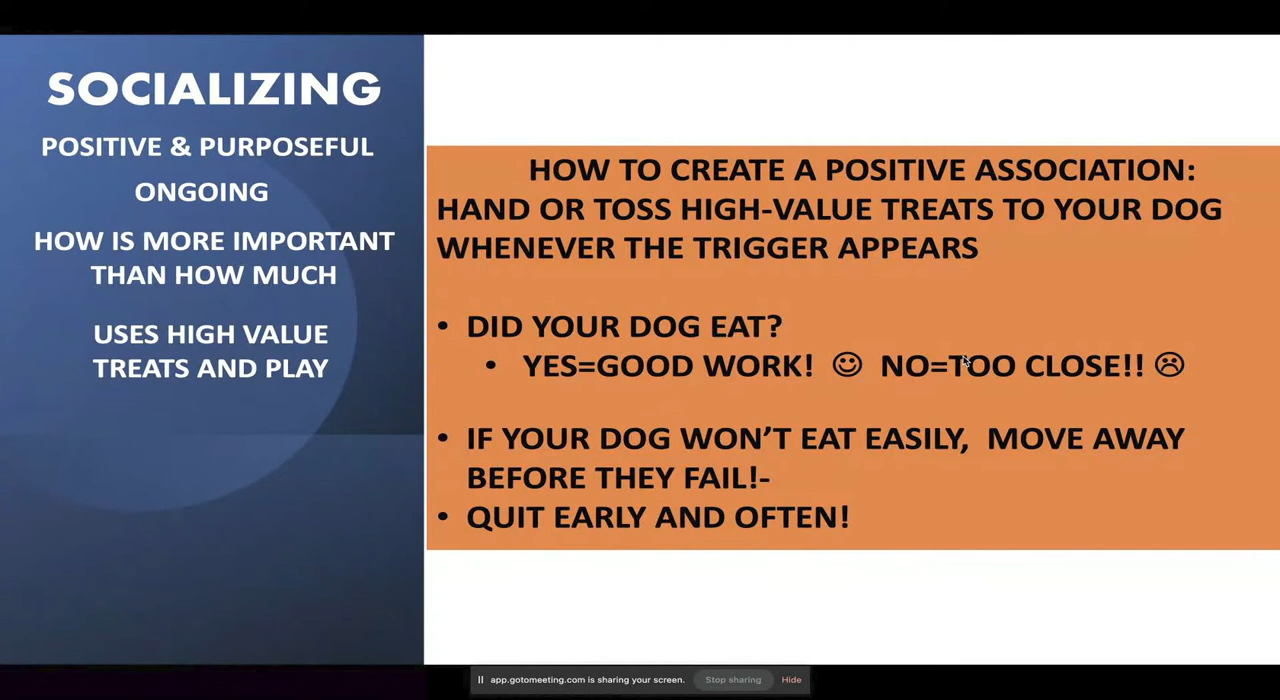 SOCIALIZING
POSITIVE & PURPOSEFUL
ONGOING
HOW IS MORE IMPORTANT
THAN HOW MUCH
USES HIGH VALUE
TREATS AND PLAY
HOW TO CREATE A POSITIVE ASSOCIATION:
HAND OR TOSS HIGH-VALUE TREATS TO YOUR DOG
WHENEVER THE TRIGGER APPEARS
• DID YOUR DOG EAT?
• YES=GOOD WORK! ☺ NO=TOO CLOSE!! ☹
• IF YOUR DOG WON’T EAT EASILY, MOVE AWAY
BEFORE THEY FAIL!-
• QUIT EARLY AND OFTEN!
app.gotomeeting.com is sharing your screen. Stop sharing Hide